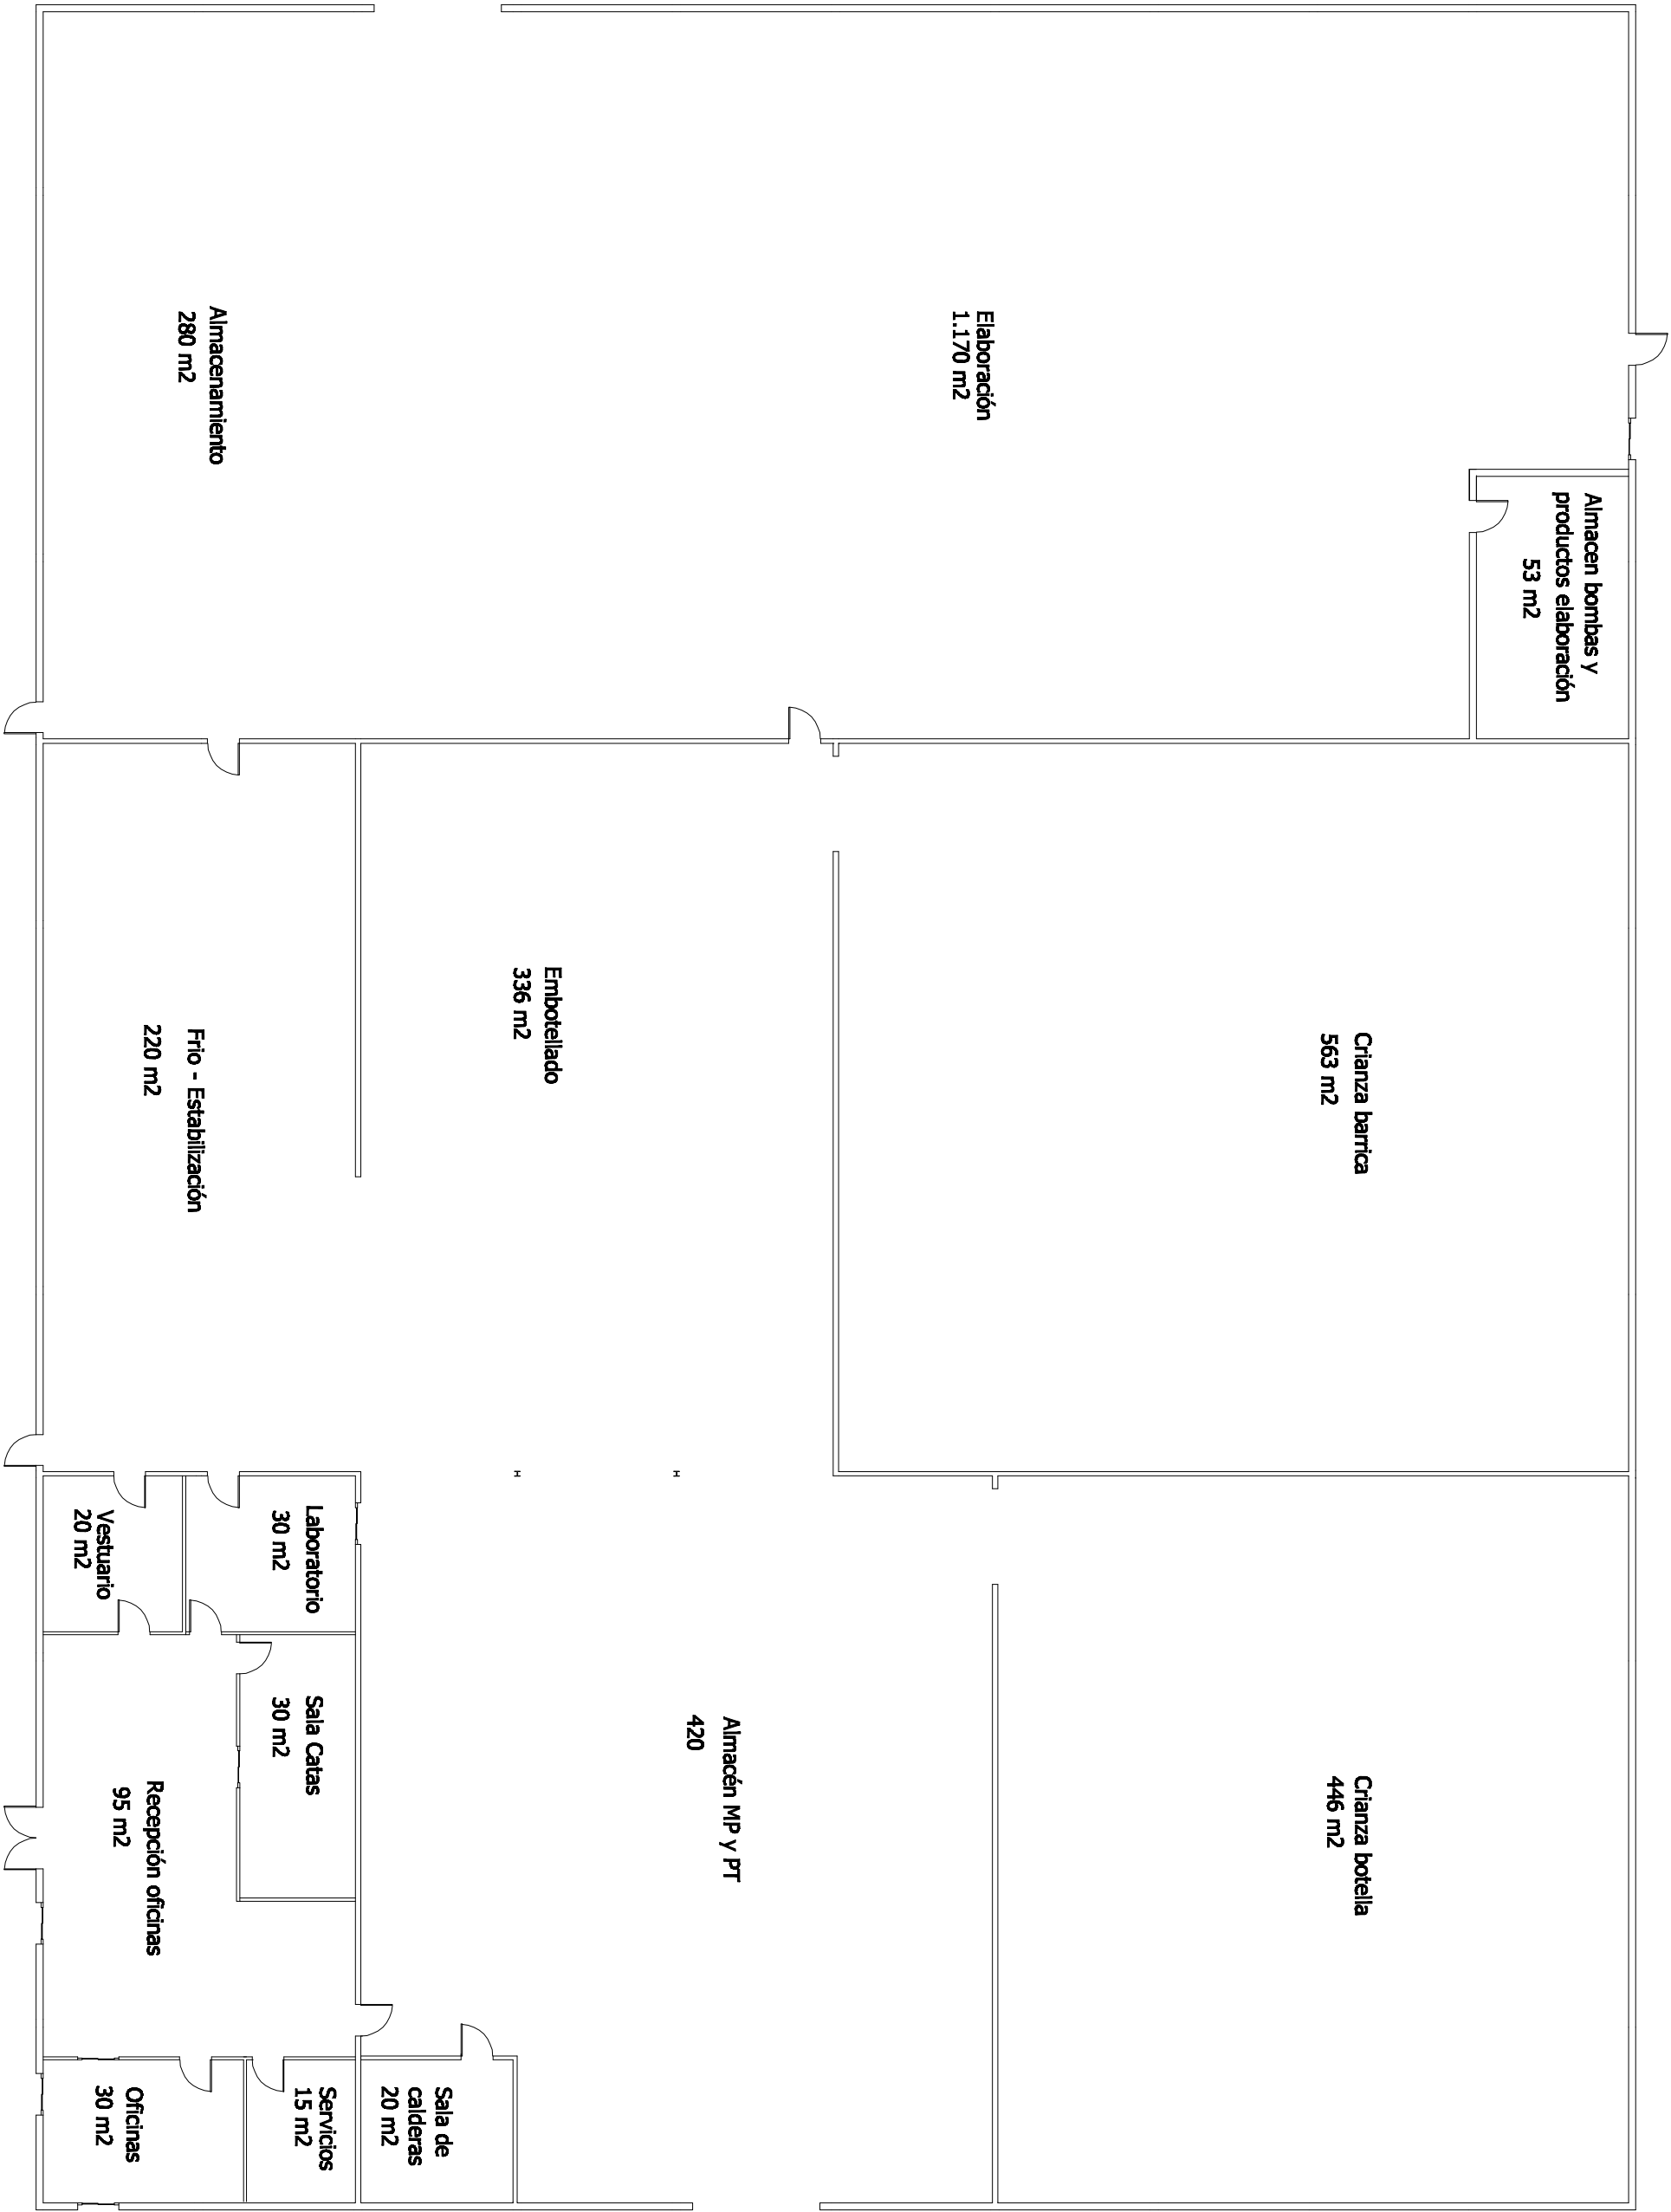 Almacen bombas y
productos elaboración
53 m2
Elaboración
1.170 m2
Almacenamiento
280 m2
Crianza barrica
563 m2
Embotellado
336 m2
Frio - Estabilización
220 m2
Crianza botella
446 m2
Almacén MP y PT
420
Laboratorio
30 m2
Vestuario
20 m2
Sala Catas
30 m2
Recepción oficinas
95 m2
Sala de
calderas
20 m2
Servicios
15 m2
Oficinas
30 m2